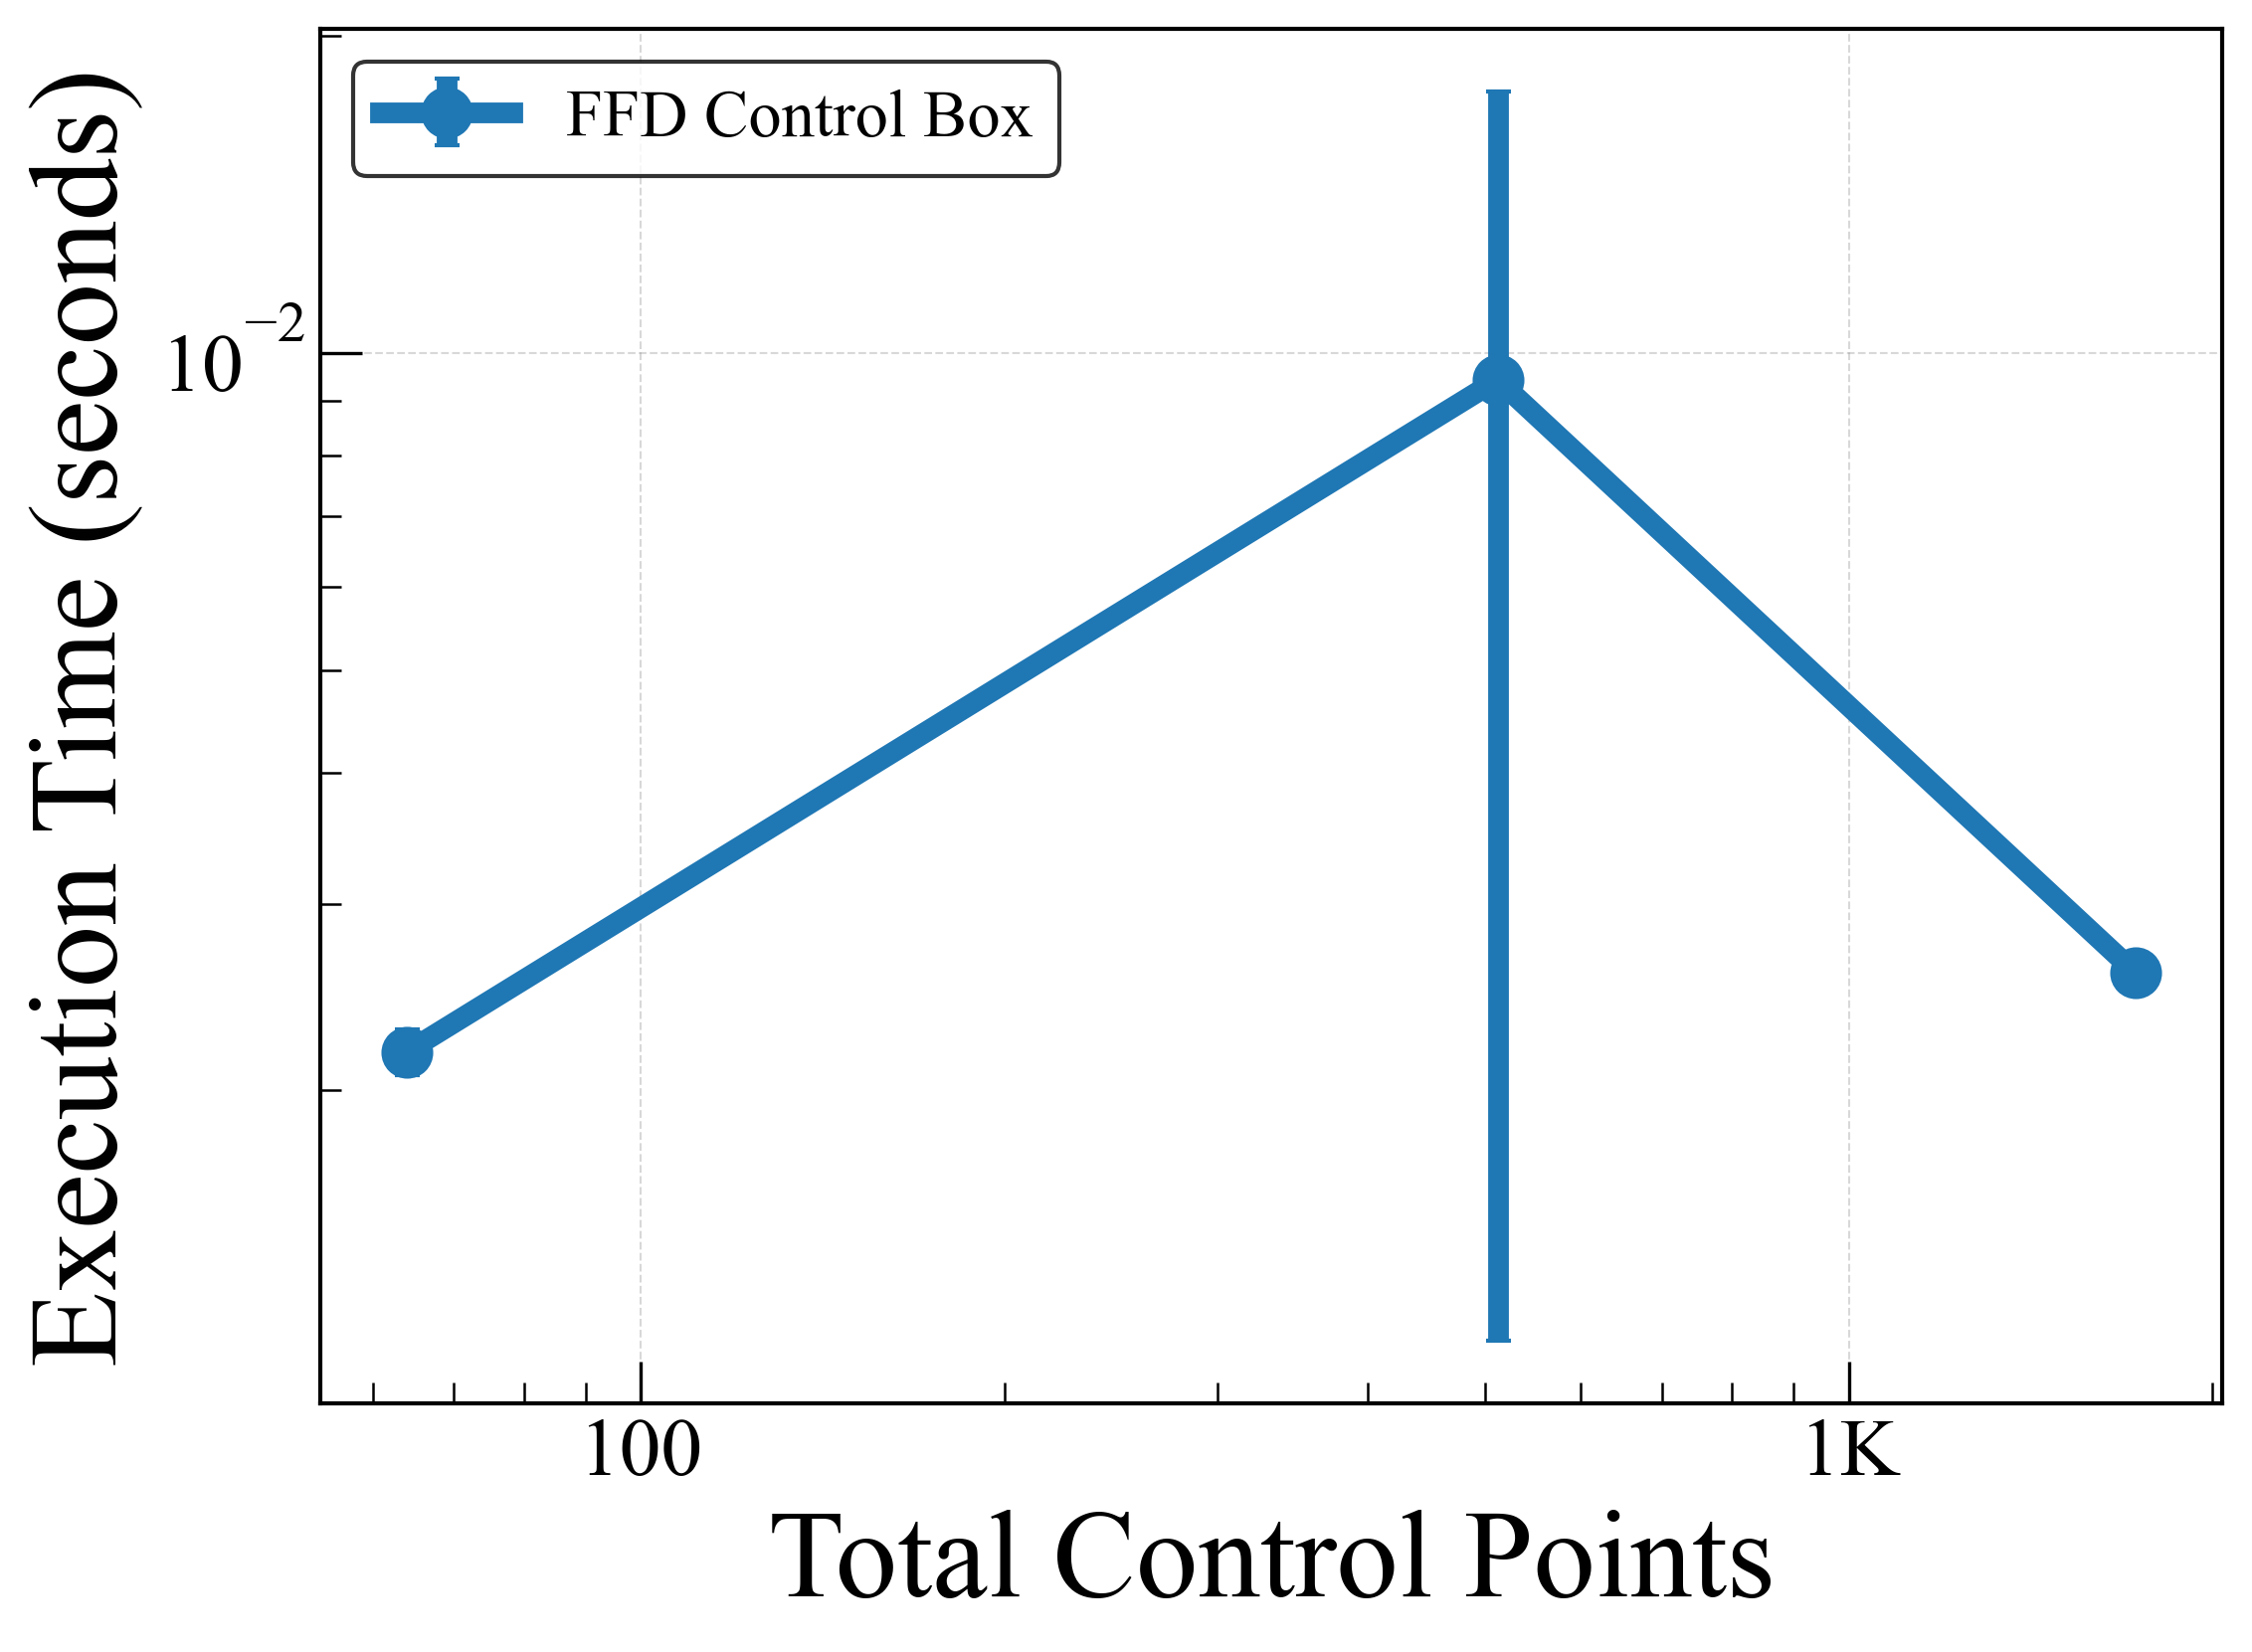 FFD Control Box
Execution Time (seconds)
10⁻²
100
1K
Total Control Points